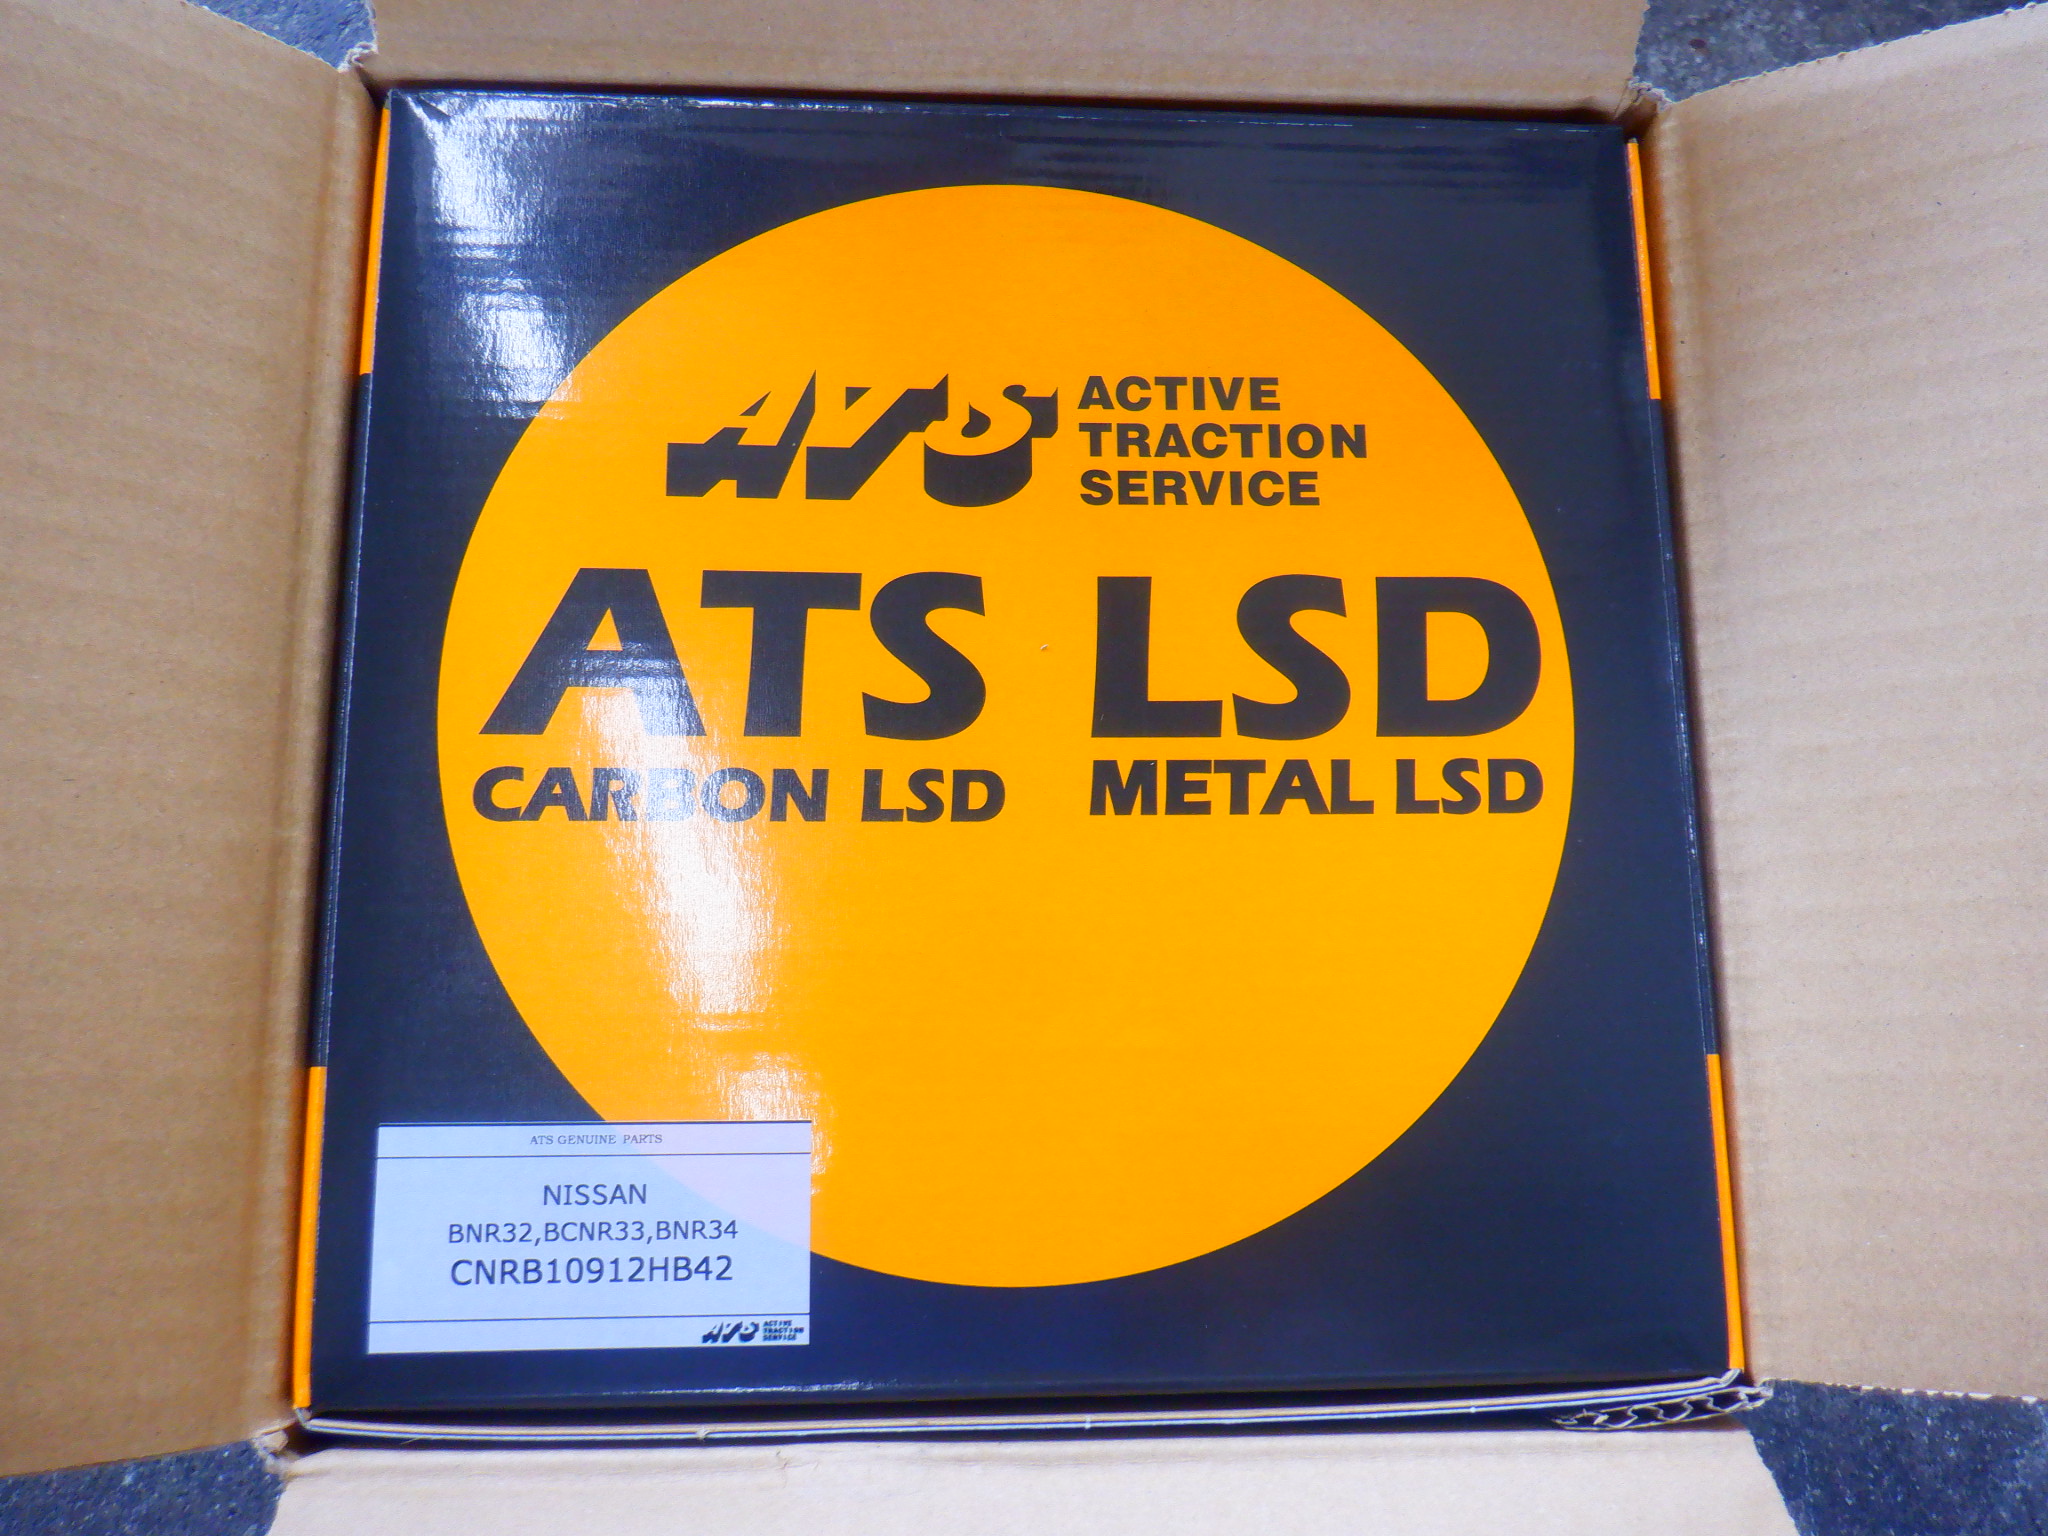 ATS ACTIVE
TRACTION
SERVICE
ATS LSD
CARBON LSD METAL LSD
ATS GENUINE PARTS
NISSAN
BNR32,BCNR33,BNR34
CNRB10912HB42
ATS ACTIVE
TRACTION
SERVICE